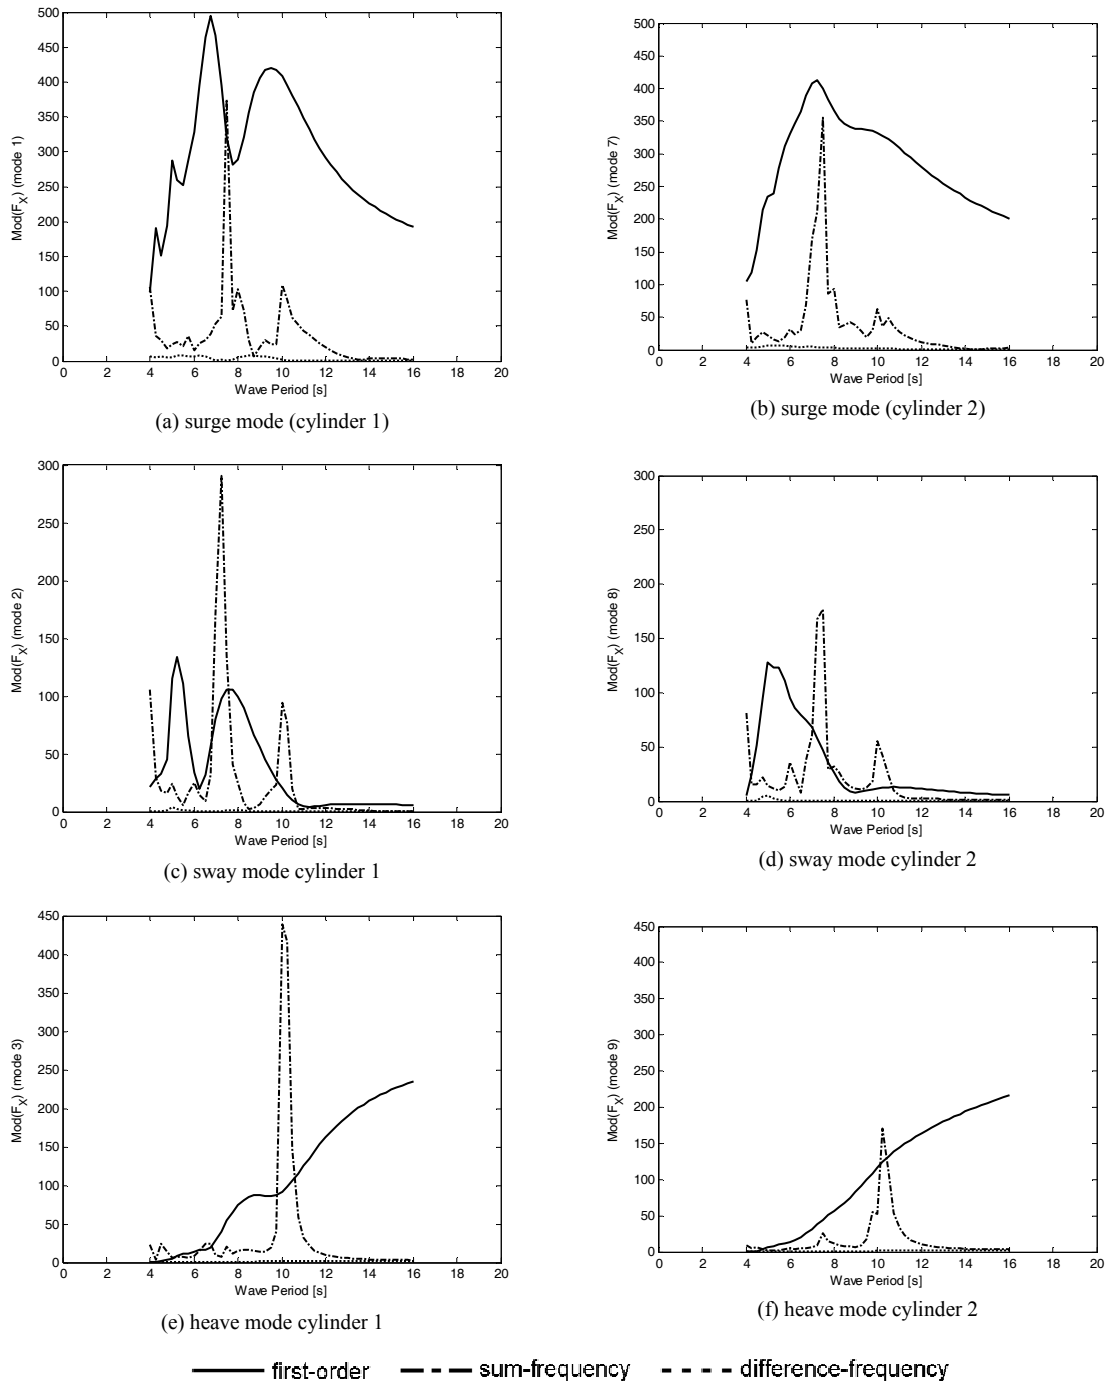 500
450
400
350
300
250
200
150
100
50
0
Mod(F_X) (mode 1)
0 2 4 6 8 10 12 14 16 18 20
Wave Period [s]
(a) surge mode (cylinder 1)
500
450
400
350
300
250
200
150
100
50
0
Mod(F_X) (mode 7)
0 2 4 6 8 10 12 14 16 18 20
Wave Period [s]
(b) surge mode (cylinder 2)
300
250
200
150
100
50
0
Mod(F_X) (mode 2)
0 2 4 6 8 10 12 14 16 18 20
Wave Period [s]
(c) sway mode cylinder 1
300
250
200
150
100
50
0
Mod(F_X) (mode 8)
0 2 4 6 8 10 12 14 16 18 20
Wave Period [s]
(d) sway mode cylinder 2
450
400
350
300
250
200
150
100
50
0
Mod(F_X) (mode 3)
0 2 4 6 8 10 12 14 16 18 20
Wave Period [s]
(e) heave mode cylinder 1
450
400
350
300
250
200
150
100
50
0
Mod(F_X) (mode 9)
0 2 4 6 8 10 12 14 16 18 20
Wave Period [s]
(f) heave mode cylinder 2
first-order sum-frequency difference-frequency